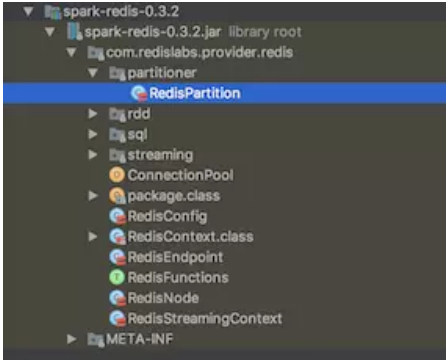 spark-redis-0.3.2
spark-redis-0.3.2.jar library root
com.redislabs.provider.redis
partitioner
RedisPartition
rdd
sql
streaming
ConnectionPool
package.class
RedisConfig
RedisContext.class
RedisEndpoint
RedisFunctions
RedisNode
RedisStreamingContext
META-INF